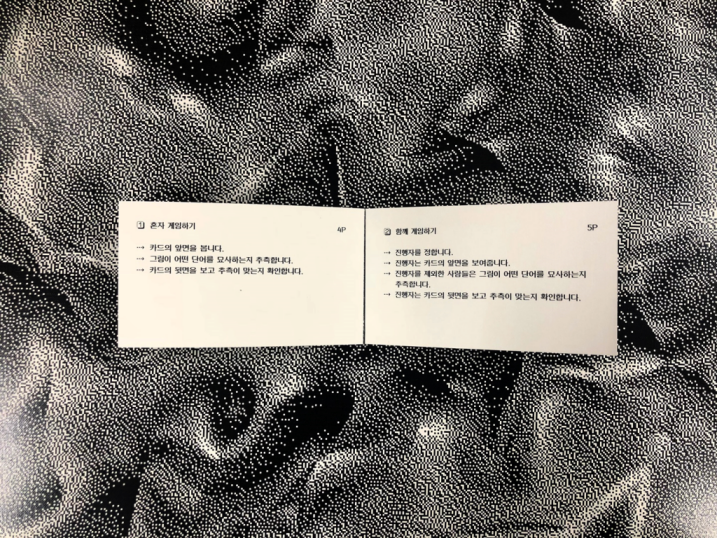 1 혼자 게임하기
4P
→ 카드의 앞면을 봅니다.
→ 그림이 어떤 단어를 묘사하는지 추측합니다.
→ 카드의 뒷면을 보고 추측이 맞는지 확인합니다.
2 함께 게임하기
5P
→ 진행자를 정합니다.
→ 진행자는 카드의 앞면을 보여줍니다.
→ 진행자를 제외한 사람들은 그림이 어떤 단어를 묘사하는지
추측합니다.
→ 진행자는 카드의 뒷면을 보고 추측이 맞는지 확인합니다.